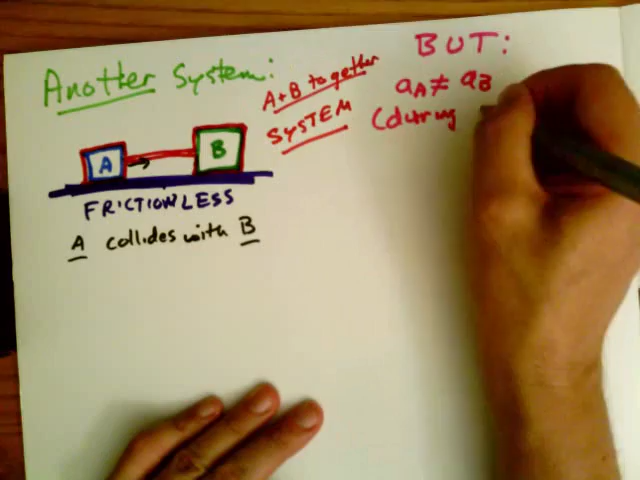 Another System:
A+B together
SYSTEM
BUT:
aA ≠ aB
(during
A
B
FRICTIONLESS
A collides with B